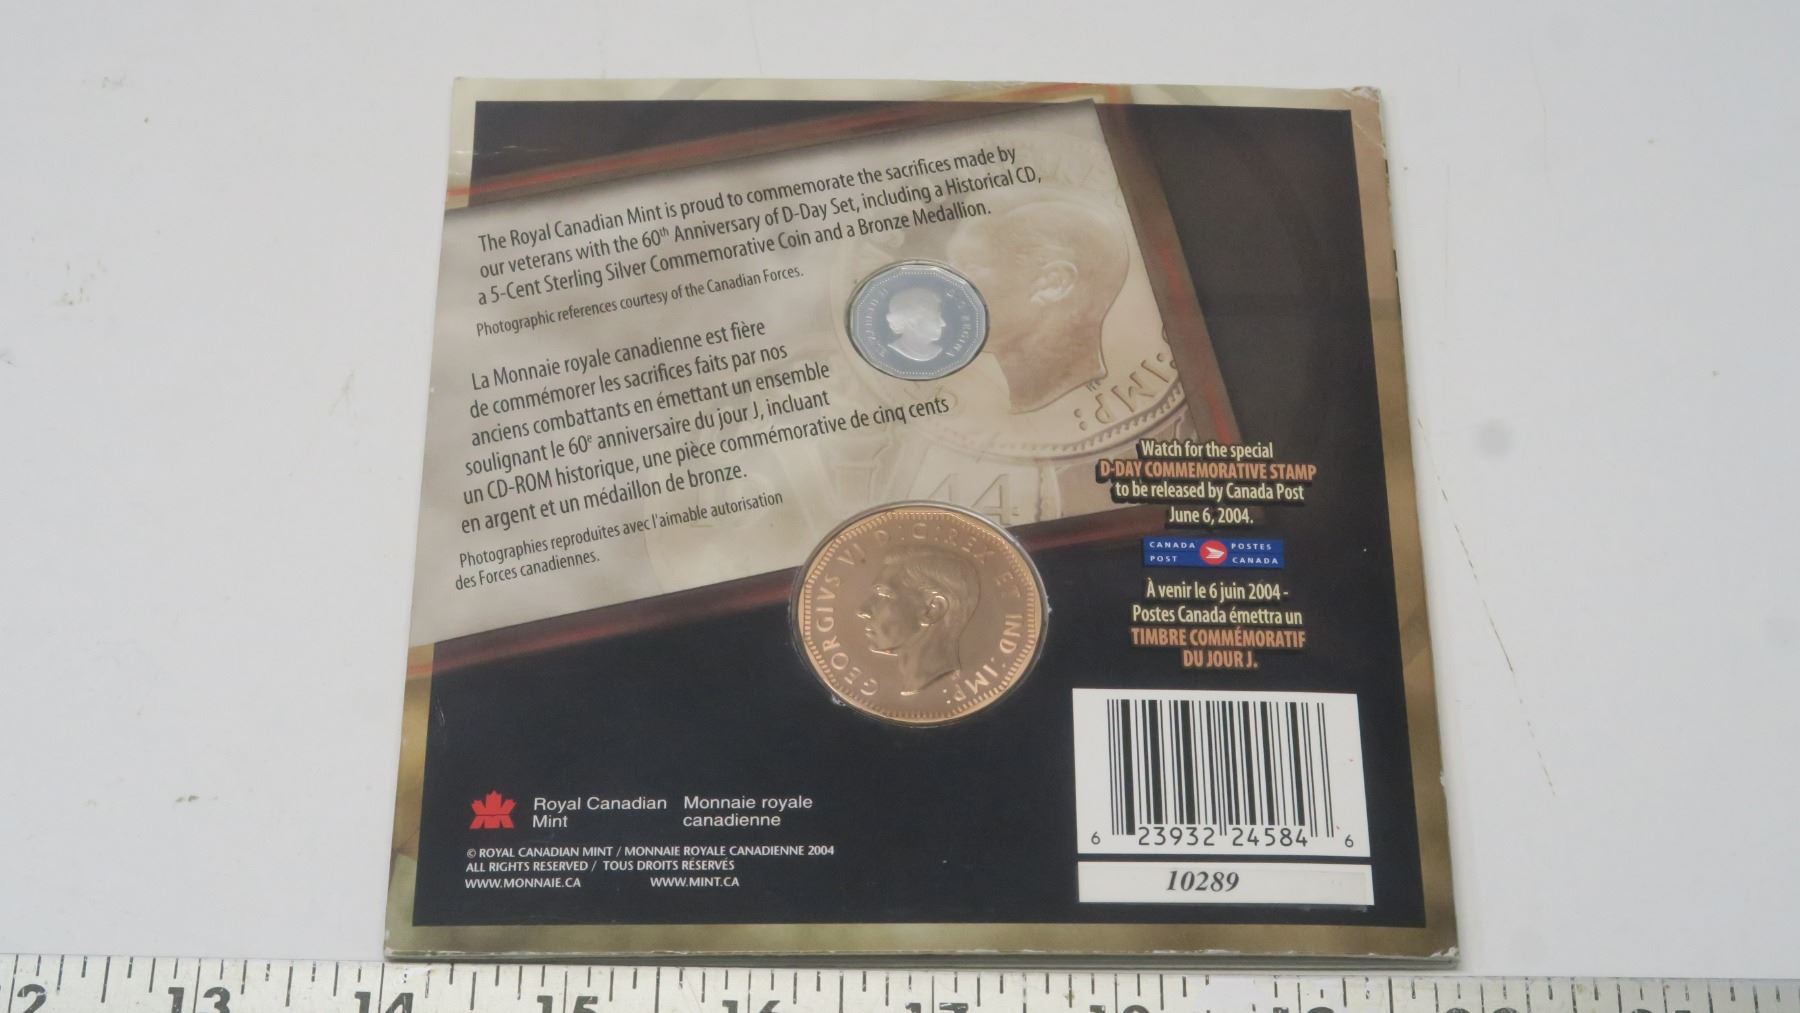 The Royal Canadian Mint is proud to commemorate the sacrifices made by
our veterans with the 60th Anniversary of D-Day Set, including a Historical CD,
a 5-Cent Sterling Silver Commemorative Coin and a Bronze Medallion.
Photographic references courtesy of the Canadian Forces.
La Monnaie royale canadienne est fière
de commémorer les sacrifices faits par nos
anciens combattants en émettant un ensemble
soulignant le 60e anniversaire du jour J, incluant
un CD-ROM historique, une pièce commémorative de cinq cents
en argent et un médaillon de bronze.
Photographies reproduites avec l'aimable autorisation
des Forces canadiennes.
REGINA
IMP:
44
GEORGIVS VI D:G:REX ET IND:IMP:
Watch for the special
D-DAY COMMEMORATIVE STAMP
to be released by Canada Post
June 6, 2004.
CANADA POSTES
POST CANADA
À venir le 6 juin 2004 -
Postes Canada émettra un
TIMBRE COMMÉMORATIF
DU JOUR J.
6 23932 24584 6
10289
Royal Canadian Monnaie royale
Mint canadienne
© ROYAL CANADIAN MINT / MONNAIE ROYALE CANADIENNE 2004
ALL RIGHTS RESERVED / TOUS DROITS RÉSERVÉS
WWW.MONNAIE.CA WWW.MINT.CA
12 13 14 15 16 17 18